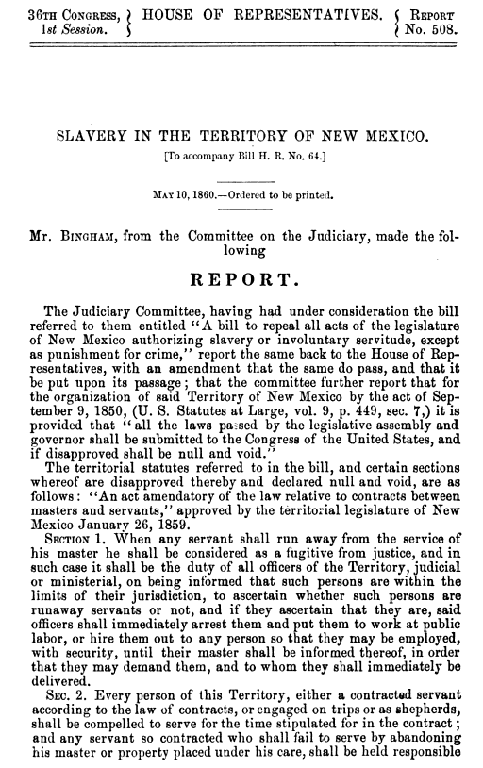 36TH CONGRESS, } HOUSE OF REPRESENTATIVES. { REPORT
1st Session. } { No. 508.
SLAVERY IN THE TERRITORY OF NEW MEXICO.
[To accompany Bill H. R. No. 64.]
MAY 10, 1860.—Ordered to be printed.
Mr. BINGHAM, from the Committee on the Judiciary, made the fol-
lowing
REPORT.
The Judiciary Committee, having had under consideration the bill
referred to them entitled "A bill to repeal all acts of the legislature
of New Mexico authorizing slavery or involuntary servitude, except
as punishment for crime," report the same back to the House of Rep-
resentatives, with an amendment that the same do pass, and that it
be put upon its passage; that the committee further report that for
the organization of said Territory of New Mexico by the act of Sep-
tember 9, 1850, (U. S. Statutes at Large, vol. 9, p. 449, sec. 7,) it is
provided that "all the laws passed by the legislative assembly and
governor shall be submitted to the Congress of the United States, and
if disapproved shall be null and void."
The territorial statutes referred to in the bill, and certain sections
whereof are disapproved thereby and declared null and void, are as
follows: "An act amendatory of the law relative to contracts between
masters and servants," approved by the territorial legislature of New
Mexico January 26, 1859.
SECTION 1. When any servant shall run away from the service of
his master he shall be considered as a fugitive from justice, and in
such case it shall be the duty of all officers of the Territory, judicial
or ministerial, on being informed that such persons are within the
limits of their jurisdiction, to ascertain whether such persons are
runaway servants or not, and if they ascertain that they are, said
officers shall immediately arrest them and put them to work at public
labor, or hire them out to any person so that they may be employed,
with security, until their master shall be informed thereof, in order
that they may demand them, and to whom they shall immediately be
delivered.
SEC. 2. Every person of this Territory, either a contracted servant
according to the law of contracts, or engaged on trips or as shepherds,
shall be compelled to serve for the time stipulated for in the contract;
and any servant so contracted who shall fail to serve by abandoning
his master or property placed under his care, shall be held responsible